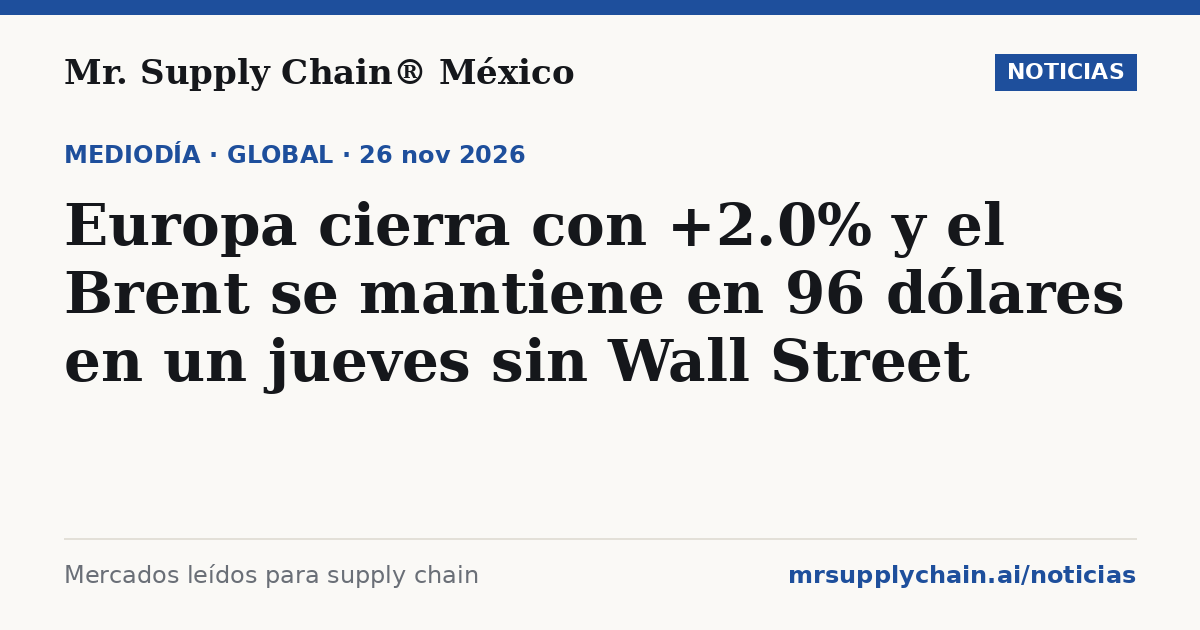 Mr. Supply Chain® México
NOTICIAS
MEDIODÍA · GLOBAL · 26 nov 2026
Europa cierra con +2.0% y el
Brent se mantiene en 96 dólares
en un jueves sin Wall Street
Mercados leídos para supply chain
mrsupplychain.ai/noticias